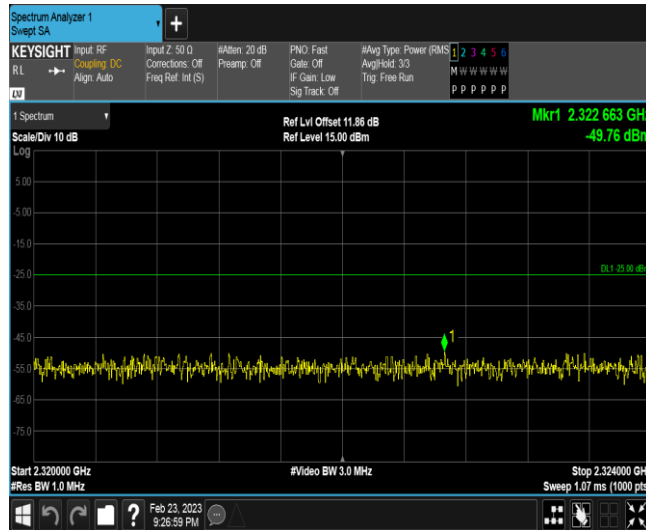 Spectrum Analyzer 1
Swept SA
KEYSIGHT
RL
LXI
Input: RF
Coupling: DC
Align: Auto
Input Z: 50 Ω
Corrections: Off
Freq Ref: Int (S)
#Atten: 20 dB
Preamp: Off
PNO: Fast
Gate: Off
IF Gain: Low
Sig Track: Off
#Avg Type: Power (RMS
Avg|Hold: 3/3
Trig: Free Run
1 2 3 4 5 6
M W W W W W
P P P P P P
1 Spectrum
Scale/Div 10 dB
Log
Ref Lvl Offset 11.86 dB
Ref Level 15.00 dBm
Mkr1 2.322 663 GHz
-49.76 dBm
5.00
-5.00
-15.0
-25.0
DL1 -25.00 dBm
-35.0
-45.0
1
-55.0
-65.0
-75.0
Start 2.320000 GHz
#Res BW 1.0 MHz
#Video BW 3.0 MHz
Stop 2.324000 GH
Sweep 1.07 ms (1000 pts
?
Feb 23, 2023
9:26:59 PM